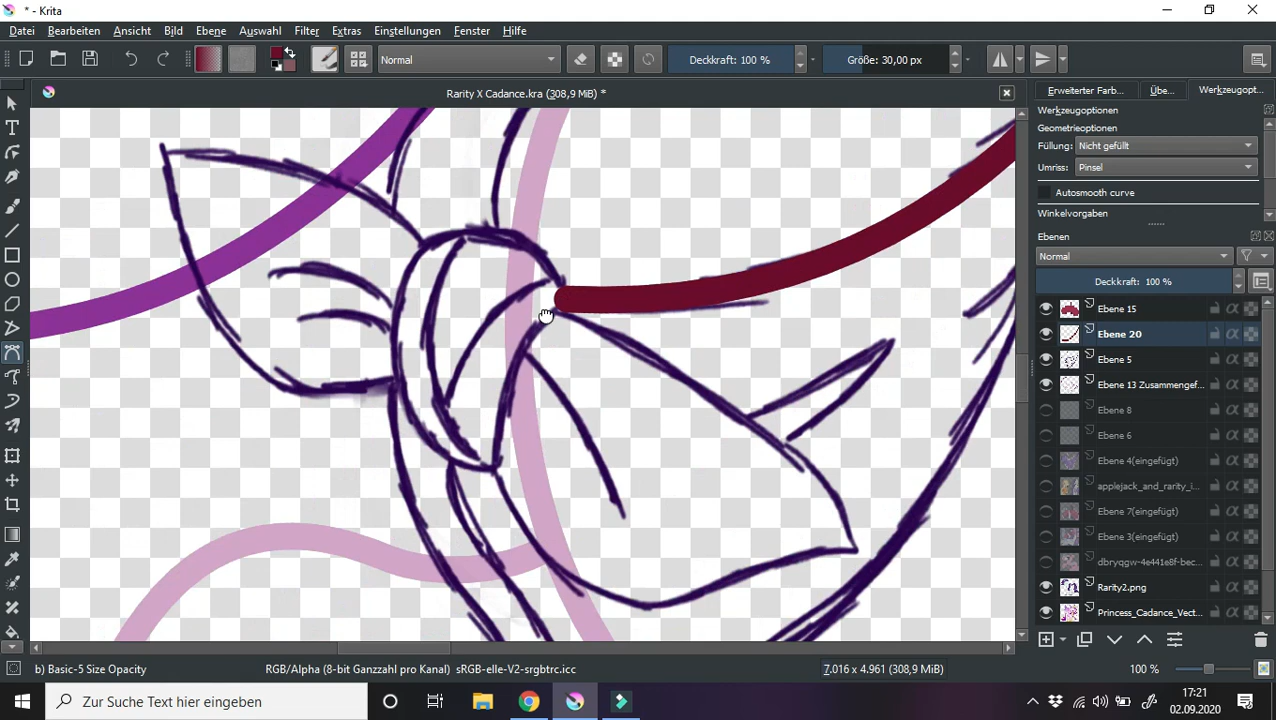 * - Krita
Datei Bearbeiten Ansicht Bild Ebene Auswahl Filter Extras Einstellungen Fenster Hilfe
Normal Deckkraft: 100 % Größe: 30,00 px
Rarity X Cadance.kra (308,9 MiB) *
Erweiterter Farb... Übe... Werkzeugopt...
Werkzeugoptionen
Geometrieoptionen
Füllung: Nicht gefüllt
Umriss: Pinsel
Autosmooth curve
Winkelvorgaben
Ebenen
Normal
Deckkraft: 100 %
Ebene 15
Ebene 20
Ebene 5
Ebene 13 Zusammengef...
Ebene 8
Ebene 6
Ebene 4(eingefügt)
applejack_and_rarity_i...
Ebene 7(eingefügt)
Ebene 3(eingefügt)
dbryqgw-4e441e8e-87c...
Rarity2.png
Princess_Cadance_Vect...
b) Basic-5 Size Opacity RGB/Alpha (8-bit Ganzzahl pro Kanal) sRGB-elle-V2-srgbtrc.icc 7.016 x 4.961 (308,9 MiB) 100 %
Zur Suche Text hier eingeben
17:21
02.09.2020